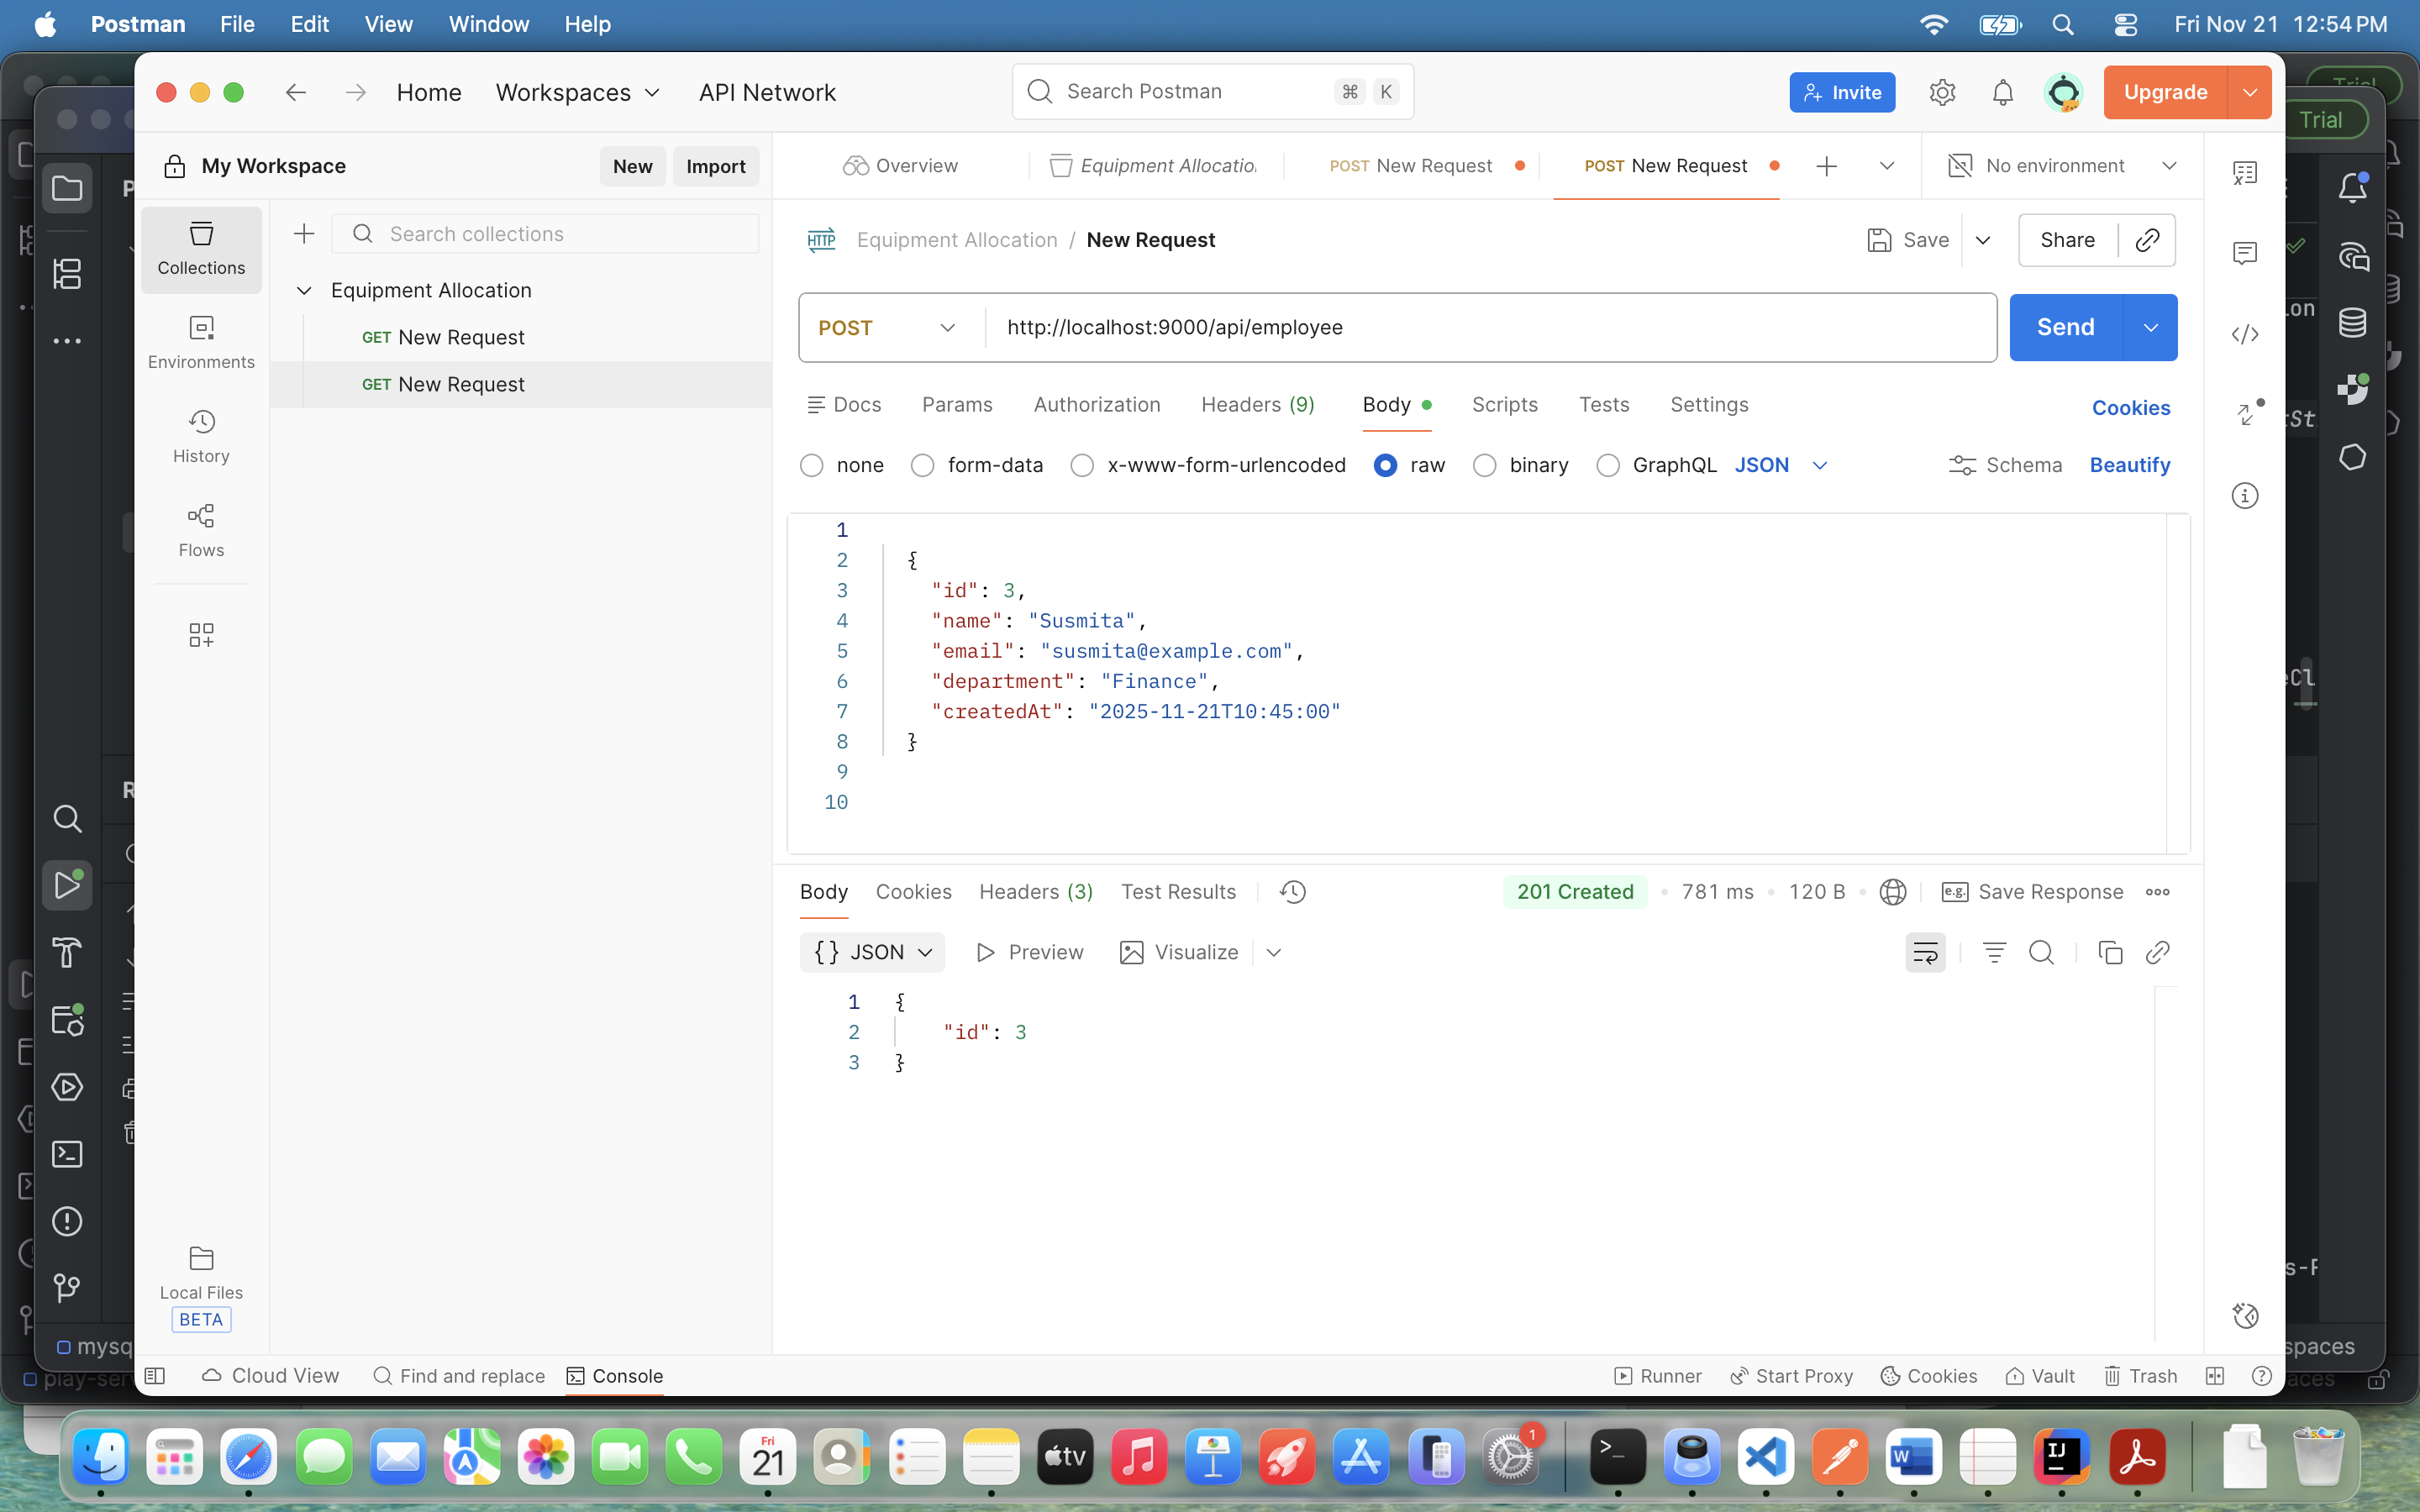 Postman File Edit View Window Help Fri Nov 21 12:54 PM
Home Workspaces API Network Search Postman ⌘ K Invite Upgrade
Trial
My Workspace New Import Overview Equipment Allocation POST New Request POST New Request No environment
Collections
Search collections
Equipment Allocation
GET New Request
GET New Request
Environments
History
Flows
Local Files
BETA
HTTP Equipment Allocation / New Request Save Share
POST http://localhost:9000/api/employee Send
Docs Params Authorization Headers (9) Body Scripts Tests Settings Cookies
none form-data x-www-form-urlencoded raw binary GraphQL JSON Schema Beautify
1
2 {
3 "id": 3,
4 "name": "Susmita",
5 "email": "susmita@example.com",
6 "department": "Finance",
7 "createdAt": "2025-11-21T10:45:00"
8 }
9
10
Body Cookies Headers (3) Test Results 201 Created 781 ms 120 B e.g. Save Response
{} JSON Preview Visualize
1 {
2 "id": 3
3 }
Cloud View Find and replace Console Runner Start Proxy Cookies Vault Trash
Fri
21
tv
1
IJ